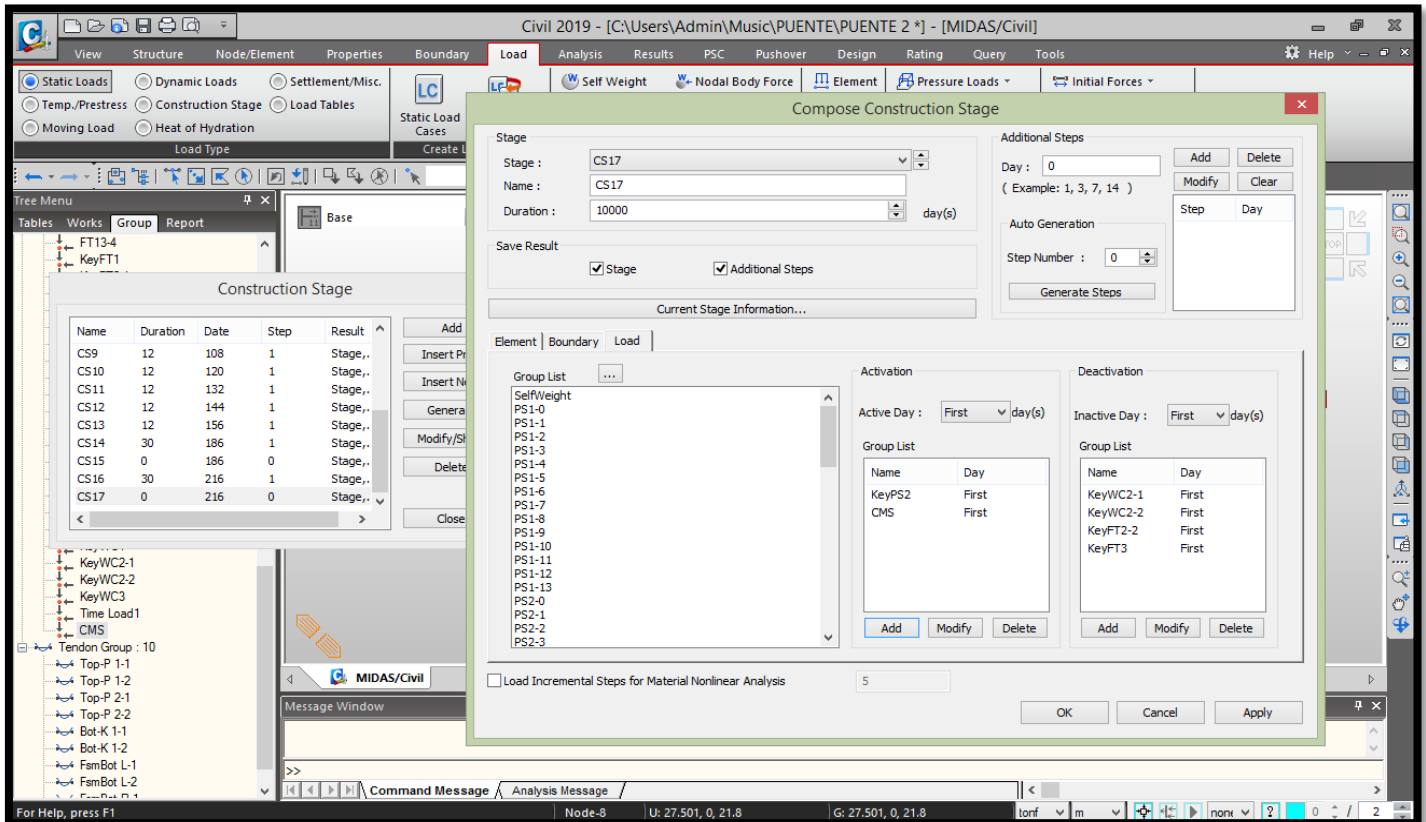 Civil 2019 - [C:\Users\Admin\Music\PUENTE\PUENTE 2 *] - [MIDAS/Civil]
View Structure Node/Element Properties Boundary Load Analysis Results PSC Pushover Design Rating Query Tools Help
Static Loads Dynamic Loads Settlement/Misc.
Temp./Prestress Construction Stage Load Tables
Moving Load Heat of Hydration
Load Type
LC
Static Load
Cases
Create L
Self Weight Nodal Body Force Element Pressure Loads Initial Forces
Tree Menu
Tables Works Group Report
FT13-4
KeyFT1
Base
Construction Stage
Name Duration Date Step Result
CS9 12 108 1 Stage,.
CS10 12 120 1 Stage,.
CS11 12 132 1 Stage,.
CS12 12 144 1 Stage,.
CS13 12 156 1 Stage,.
CS14 30 186 1 Stage,.
CS15 0 186 0 Stage,.
CS16 30 216 1 Stage,.
CS17 0 216 0 Stage,.
Add
Insert Pr
Insert Ne
Genera
Modify/Sh
Delete
Close
KeyWC2-1
KeyWC2-2
KeyWC3
Time Load1
CMS
Tendon Group : 10
Top-P 1-1
Top-P 1-2
Top-P 2-1
Top-P 2-2
Bot-K 1-1
Bot-K 1-2
FsmBot L-1
FsmBot L-2
Compose Construction Stage
Stage
Stage : CS17
Name : CS17
Duration : 10000 day(s)
Save Result
Stage Additional Steps
Current Stage Information...
Additional Steps
Day : 0
( Example: 1, 3, 7, 14 )
Add Delete
Modify Clear
Step Day
Auto Generation
Step Number : 0
Generate Steps
Element Boundary Load
Group List ...
SelfWeight
PS1-0
PS1-1
PS1-2
PS1-3
PS1-4
PS1-5
PS1-6
PS1-7
PS1-8
PS1-9
PS1-10
PS1-11
PS1-12
PS1-13
PS2-0
PS2-1
PS2-2
PS2-3
Activation
Active Day : First day(s)
Group List
Name Day
KeyPS2 First
CMS First
Add Modify Delete
Deactivation
Inactive Day : First day(s)
Group List
Name Day
KeyWC2-1 First
KeyWC2-2 First
KeyFT2-2 First
KeyFT3 First
Add Modify Delete
Load Incremental Steps for Material Nonlinear Analysis 5
OK Cancel Apply
MIDAS/Civil
Message Window
>>
Command Message Analysis Message
For Help, press F1 Node-8 U: 27.501, 0, 21.8 G: 27.501, 0, 21.8 tonf m none ? 0 / 2